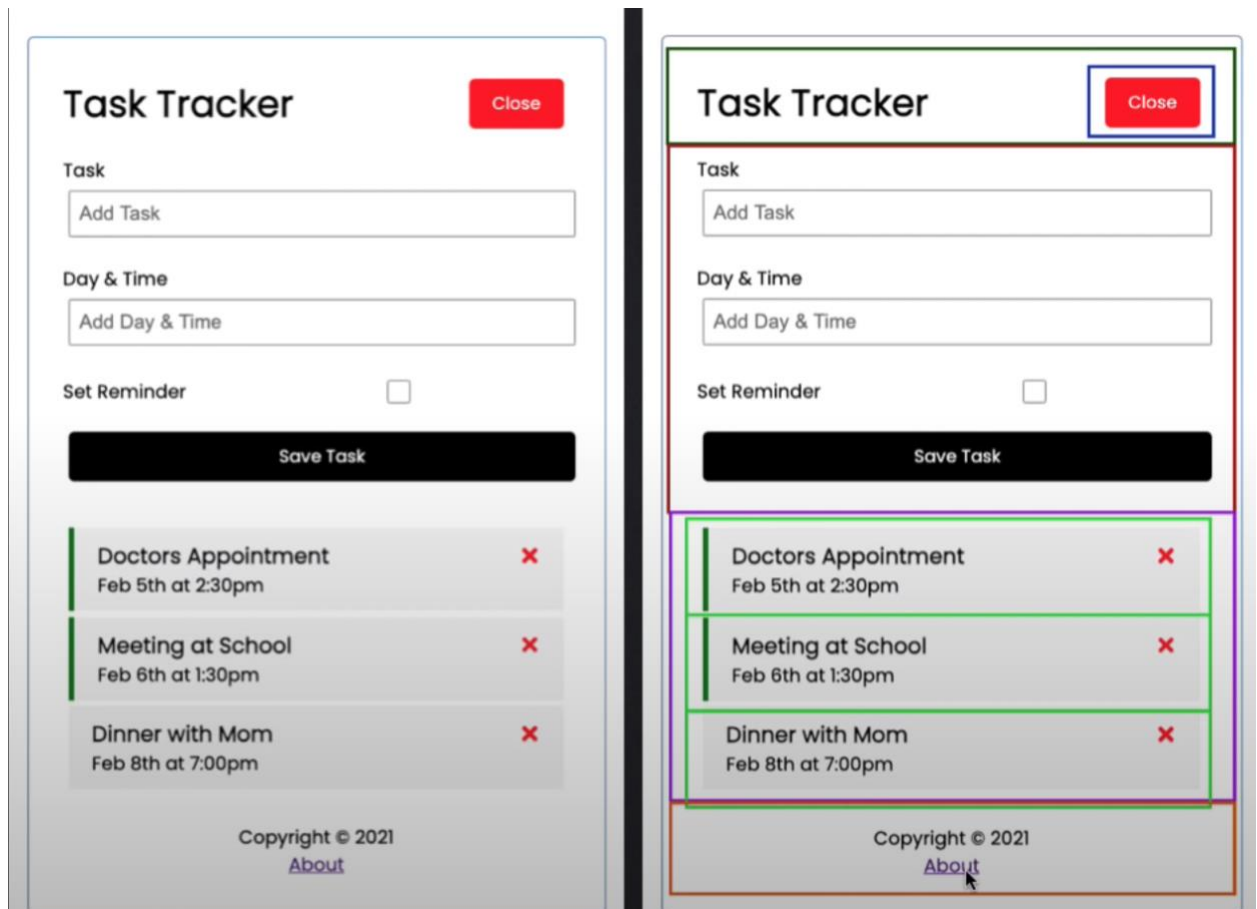 Task Tracker
Close
Task
Add Task
Day & Time
Add Day & Time
Set Reminder
Save Task
Doctors Appointment
Feb 5th at 2:30pm
Meeting at School
Feb 6th at 1:30pm
Dinner with Mom
Feb 8th at 7:00pm
Copyright © 2021
About
Task Tracker
Close
Task
Add Task
Day & Time
Add Day & Time
Set Reminder
Save Task
Doctors Appointment
Feb 5th at 2:30pm
Meeting at School
Feb 6th at 1:30pm
Dinner with Mom
Feb 8th at 7:00pm
Copyright © 2021
About